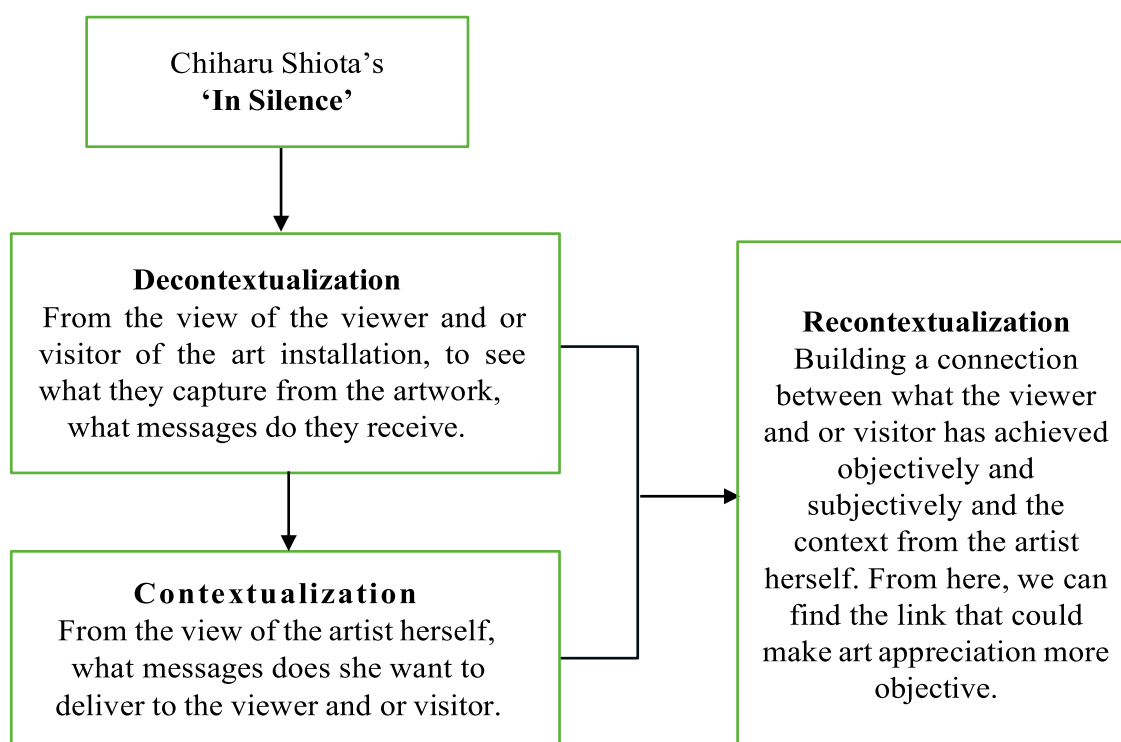 Chiharu Shiota’s
‘In Silence’
Decontextualization
From the view of the viewer and or
visitor of the art installation, to see
what they capture from the artwork,
what messages do they receive.
Contextualization
From the view of the artist herself,
what messages does she want to
deliver to the viewer and or visitor.
Recontextualization
Building a connection
between what the viewer
and or visitor has achieved
objectively and
subjectively and the
context from the artist
herself. From here, we can
find the link that could
make art appreciation more
objective.